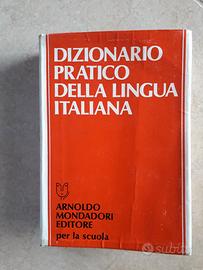 DIZIONARIO
PRATICO
DELLA LINGUA
ITALIANA
ARNOLDO
MONDADORI
EDITORE
per la scuola
subito